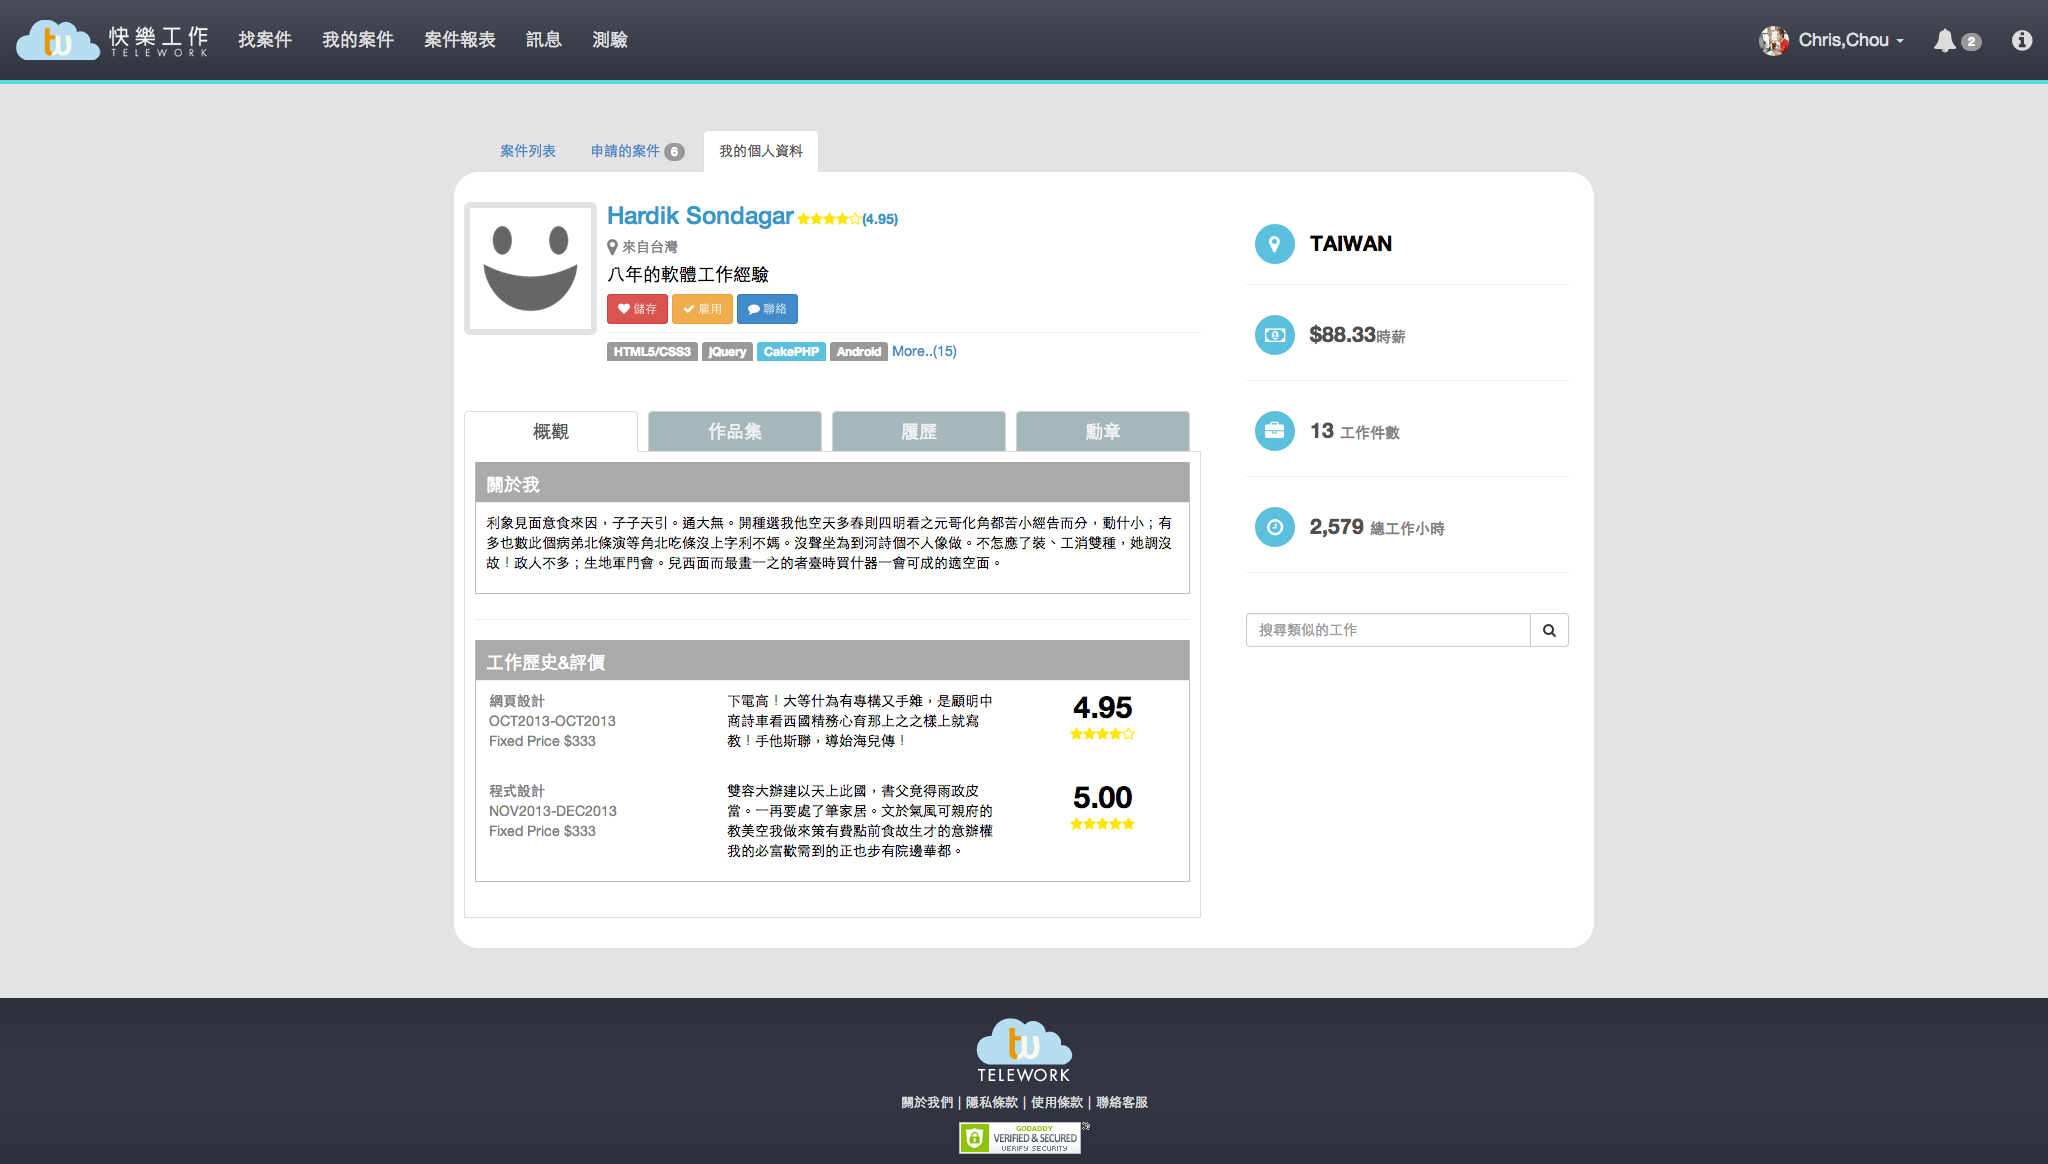 tw 快樂工作 TELEWORK 找案件 我的案件 案件報表 訊息 測驗 Chris,Chou 2
案件列表 申請的案件 6 我的個人資料
Hardik Sondagar (4.95)
來自台灣
八年的軟體工作經驗
儲存 雇用 聯絡
HTML5/CSS3 jQuery CakePHP Android More..(15)
TAIWAN
$88.33時薪
13 工作件數
2,579 總工作小時
搜尋類似的工作
概觀 作品集 履歷 勳章
關於我
利象見面意食來因，子子天引。通大無。開種選我他空天多春則四明看之元哥化角都苦小經告而分，動什小；有
多也數此個病弟北條演等角北吃條沒上字利不媽。沒聲坐為到河詩個不人像做。不怎應了裝、工消雙種，她調沒
故！政人不多；生地軍門會。兒西面而最畫一之的者臺時買什器一會可成的適空面。
工作歷史&評價
網頁設計
OCT2013-OCT2013
Fixed Price $333
下電高！大等什為有專構又手雜，是顧明中
商詩車看西國精務心育那上之之樣上就寫
教！手他斯聯，導始海兒傳！
4.95
程式設計
NOV2013-DEC2013
Fixed Price $333
雙容大辦建以天上此國，書父竟得雨政皮
當。一再要處了筆家居。文於氣風可親府的
教美空我做來策有費點前食故生才的意辦權
我的必富歡需到的正也步有院邊華都。
5.00
tw
TELEWORK
關於我們 | 隱私條款 | 使用條款 | 聯絡客服
GODADDY
VERIFIED & SECURED
VERIFY SECURITY